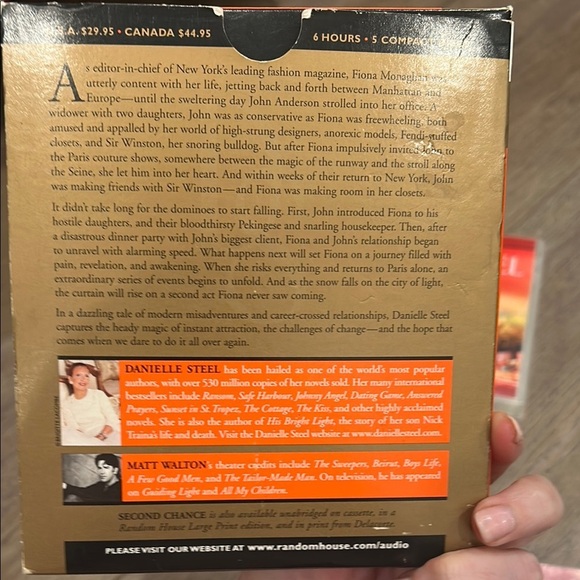 U.S.A. $29.95 • CANADA $44.95 6 HOURS • 5 COMPACT
As editor-in-chief of New York's leading fashion magazine, Fiona Monaghan was
utterly content with her life, jetting back and forth between Manhattan and
Europe—until the sweltering day John Anderson strolled into her office. A
widower with two daughters, John was as conservative as Fiona was freewheeling, both
amused and appalled by her world of high-strung designers, anorexic models, Fendi-stuffed
closets, and Sir Winston, her snoring bulldog. But after Fiona impulsively invited John to
the Paris couture shows, somewhere between the magic of the runway and the stroll along
the Seine, she let him into her heart. And within weeks of their return to New York, John
was making friends with Sir Winston—and Fiona was making room in her closets.
It didn't take long for the dominoes to start falling. First, John introduced Fiona to his
hostile daughters, and their bloodthirsty Pekingese and snarling housekeeper. Then, after
a disastrous dinner party with John's biggest client, Fiona and John's relationship began
to unravel with alarming speed. What happens next will set Fiona on a journey filled with
pain, revelation, and awakening. When she risks everything and returns to Paris alone, an
extraordinary series of events begins to unfold. And as the snow falls on the city of light,
the curtain will rise on a second act Fiona never saw coming.
In a dazzling tale of modern misadventures and career-crossed relationships, Danielle Steel
captures the heady magic of instant attraction, the challenges of change—and the hope that
comes when we dare to do it all over again.
DANIELLE STEEL has been hailed as one of the world's most popular
authors, with over 530 million copies of her novels sold. Her many international
bestsellers include Ransom, Safe Harbour, Johnny Angel, Dating Game, Answered
Prayers, Sunset in St. Tropez, The Cottage, The Kiss, and other highly acclaimed
novels. She is also the author of His Bright Light, the story of her son Nick
Traina's life and death. Visit the Danielle Steel website at www.daniellesteel.com.
MATT WALTON's theater credits include The Sweepers, Beirut, Boys Life,
A Few Good Men, and The Tailor-Made Man. On television, he has appeared
on Guiding Light and All My Children.
SECOND CHANCE is also available unabridged on cassette, in a
Random House Large Print edition, and in print from Delacorte.
PLEASE VISIT OUR WEBSITE AT www.randomhouse.com/audio